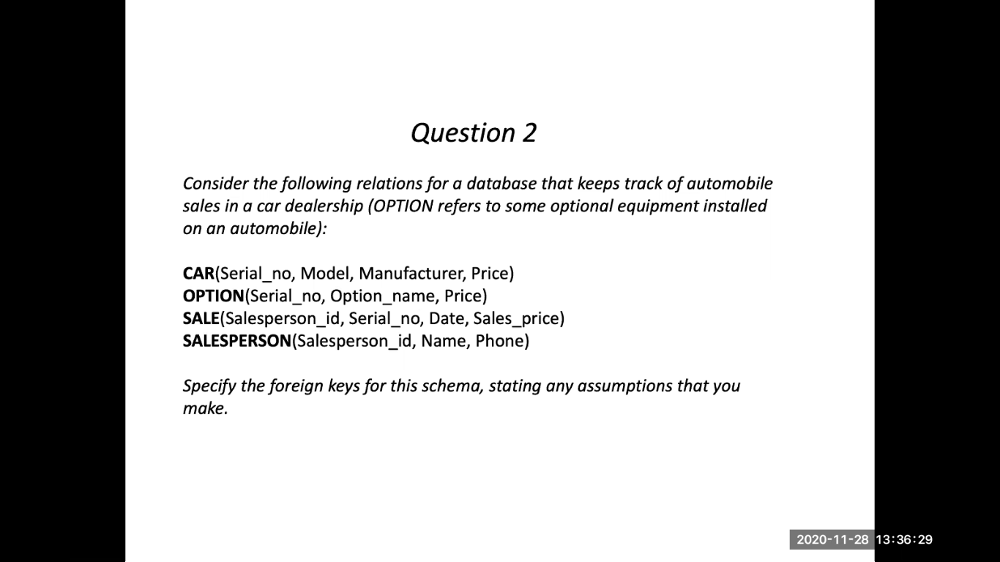 Question 2
Consider the following relations for a database that keeps track of automobile
sales in a car dealership (OPTION refers to some optional equipment installed
on an automobile):
CAR(Serial_no, Model, Manufacturer, Price)
OPTION(Serial_no, Option_name, Price)
SALE(Salesperson_id, Serial_no, Date, Sales_price)
SALESPERSON(Salesperson_id, Name, Phone)
Specify the foreign keys for this schema, stating any assumptions that you
make.
2020-11-28 13:36:29